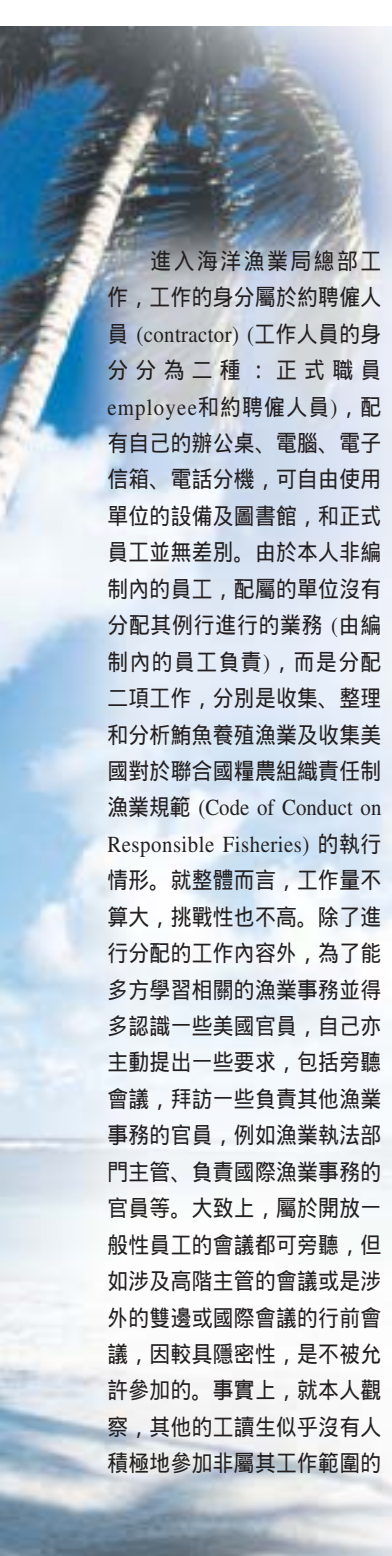 進入海洋漁業局總部工
作，工作的身分屬於約聘僱人
員 (contractor) (工作人員的身
分分為二種：正式職員
employee和約聘僱人員)，配
有自己的辦公桌、電腦、電子
信箱、電話分機，可自由使用
單位的設備及圖書館，和正式
員工並無差別。由於本人非編
制內的員工，配屬的單位沒有
分配其例行進行的業務 (由編
制內的員工負責)，而是分配
二項工作，分別是收集、整理
和分析鮪魚養殖漁業及收集美
國對於聯合國糧農組織責任制
漁業規範 (Code of Conduct on
Responsible Fisheries) 的執行
情形。就整體而言，工作量不
算大，挑戰性也不高。除了進
行分配的工作內容外，為了能
多方學習相關的漁業事務並得
多認識一些美國官員，自己亦
主動提出一些要求，包括旁聽
會議，拜訪一些負責其他漁業
事務的官員，例如漁業執法部
門主管、負責國際漁業事務的
官員等。大致上，屬於開放一
般性員工的會議都可旁聽，但
如涉及高階主管的會議或是涉
外的雙邊或國際會議的行前會
議，因較具隱密性，是不被允
許參加的。事實上，就本人觀
察，其他的工讀生似乎沒有人
積極地參加非屬其工作範圍的